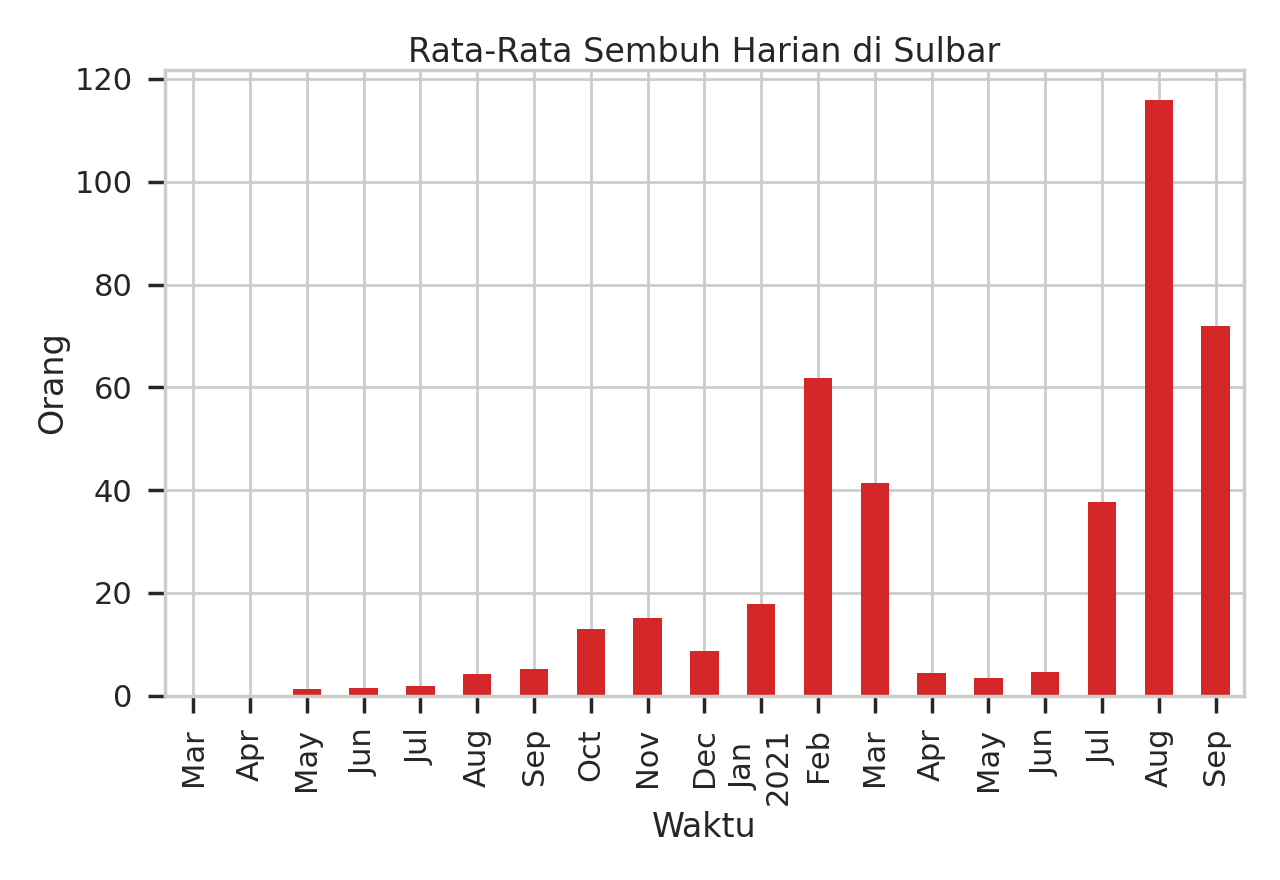 Rata-Rata Sembuh Harian di Sulbar
120
100
80
60
40
20
0
Orang
Mar
Apr
May
Jun
Jul
Aug
Sep
Oct
Nov
Dec
Jan
2021
Feb
Mar
Apr
May
Jun
Jul
Aug
Sep
Waktu